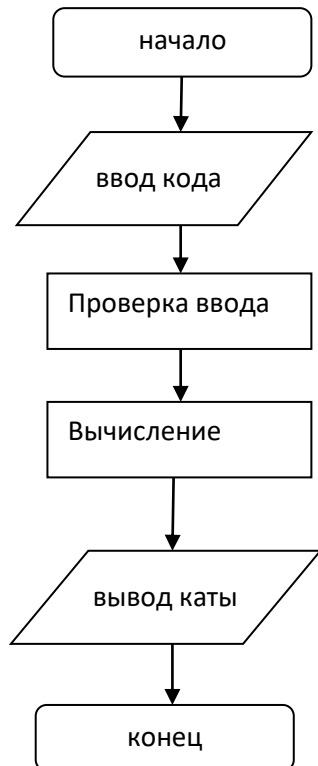 начало
ввод кода
Проверка ввода
Вычисление
вывод каты
конец